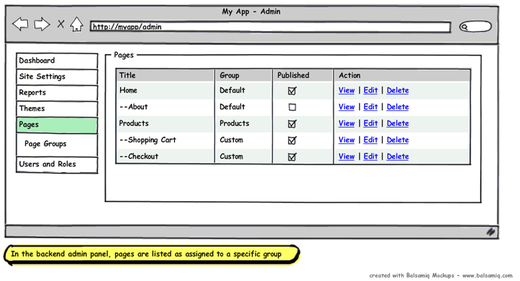 My App - Admin
http://myapp/admin
Dashboard
Site Settings
Reports
Themes
Pages
Page Groups
Users and Roles
Pages
Title Group Published Action
Home Default View | Edit | Delete
--About Default View | Edit | Delete
Products Products View | Edit | Delete
--Shopping Cart Custom View | Edit | Delete
--Checkout Custom View | Edit | Delete
In the backend admin panel, pages are listed as assigned to a specific group
created with Balsamiq Mockups - www.balsamiq.com